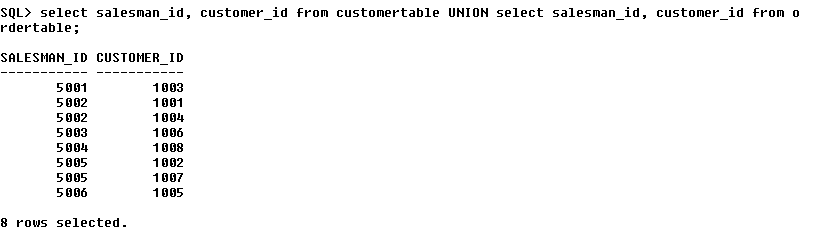 SQL> select salesman_id, customer_id from customertable UNION select salesman_id, customer_id from o
rdertable;
SALESMAN_ID CUSTOMER_ID
----------- -----------
5001 1003
5002 1001
5002 1004
5003 1006
5004 1008
5005 1002
5005 1007
5006 1005
8 rows selected.